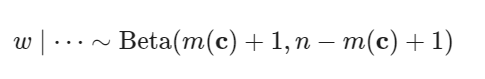 w | ⋯ ∼ Beta(m(𝐜) + 1, n − m(𝐜) + 1)